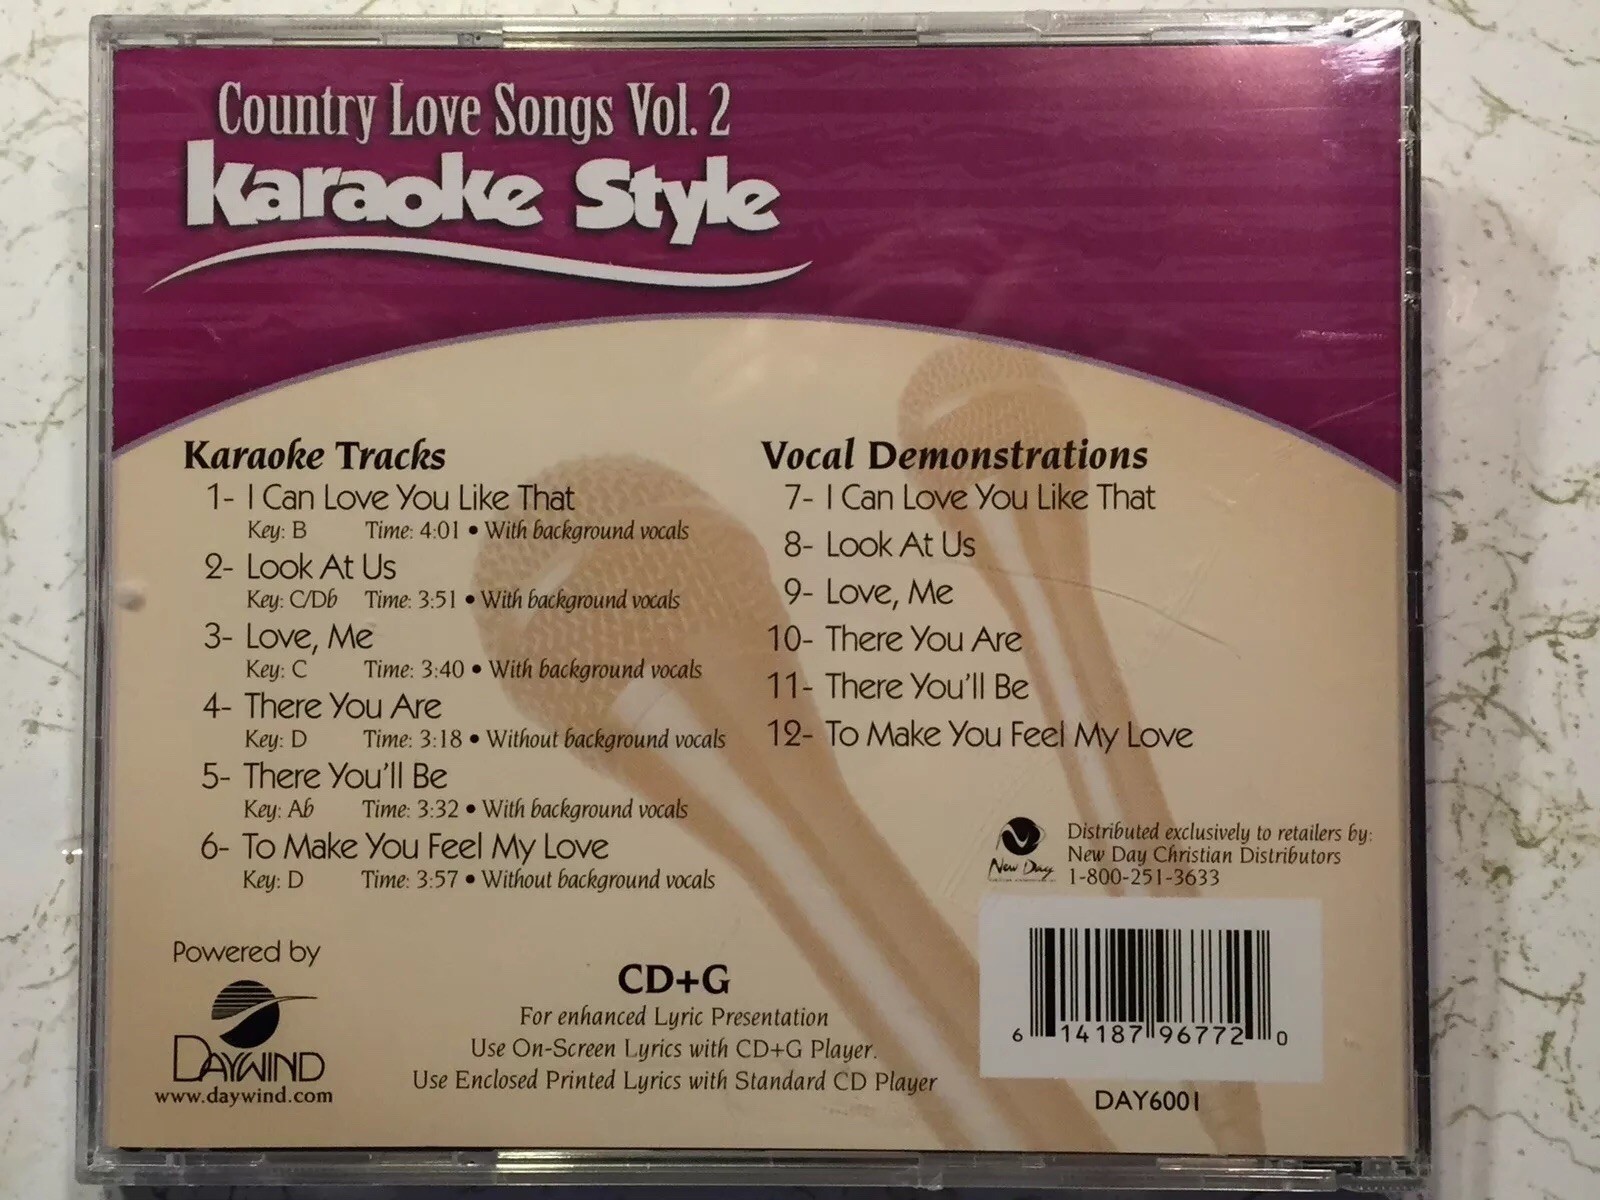 Country Love Songs Vol. 2
Karaoke Style
Karaoke Tracks
1- I Can Love You Like That
Key: B Time: 4:01 • With background vocals
2- Look At Us
Key: C/Db Time: 3:51 • With background vocals
3- Love, Me
Key: C Time: 3:40 • With background vocals
4- There You Are
Key: D Time: 3:18 • Without background vocals
5- There You'll Be
Key: Ab Time: 3:32 • With background vocals
6- To Make You Feel My Love
Key: D Time: 3:57 • Without background vocals
Vocal Demonstrations
7- I Can Love You Like That
8- Look At Us
9- Love, Me
10- There You Are
11- There You'll Be
12- To Make You Feel My Love
New Day
Distributed exclusively to retailers by:
New Day Christian Distributors
1-800-251-3633
Powered by
DAYWIND
www.daywind.com
CD+G
For enhanced Lyric Presentation
Use On-Screen Lyrics with CD+G Player.
Use Enclosed Printed Lyrics with Standard CD Player
6 14187 96772 0
DAY6001